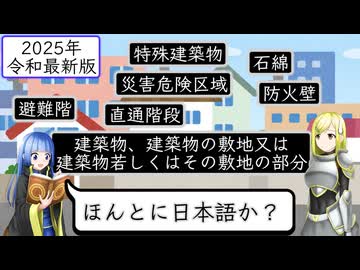 2025年
令和最新版
特殊建築物
石綿
災害危険区域
防火壁
避難階
直通階段
建築物、建築物の敷地又は
建築物若しくはその敷地の部分
ほんとに日本語か？